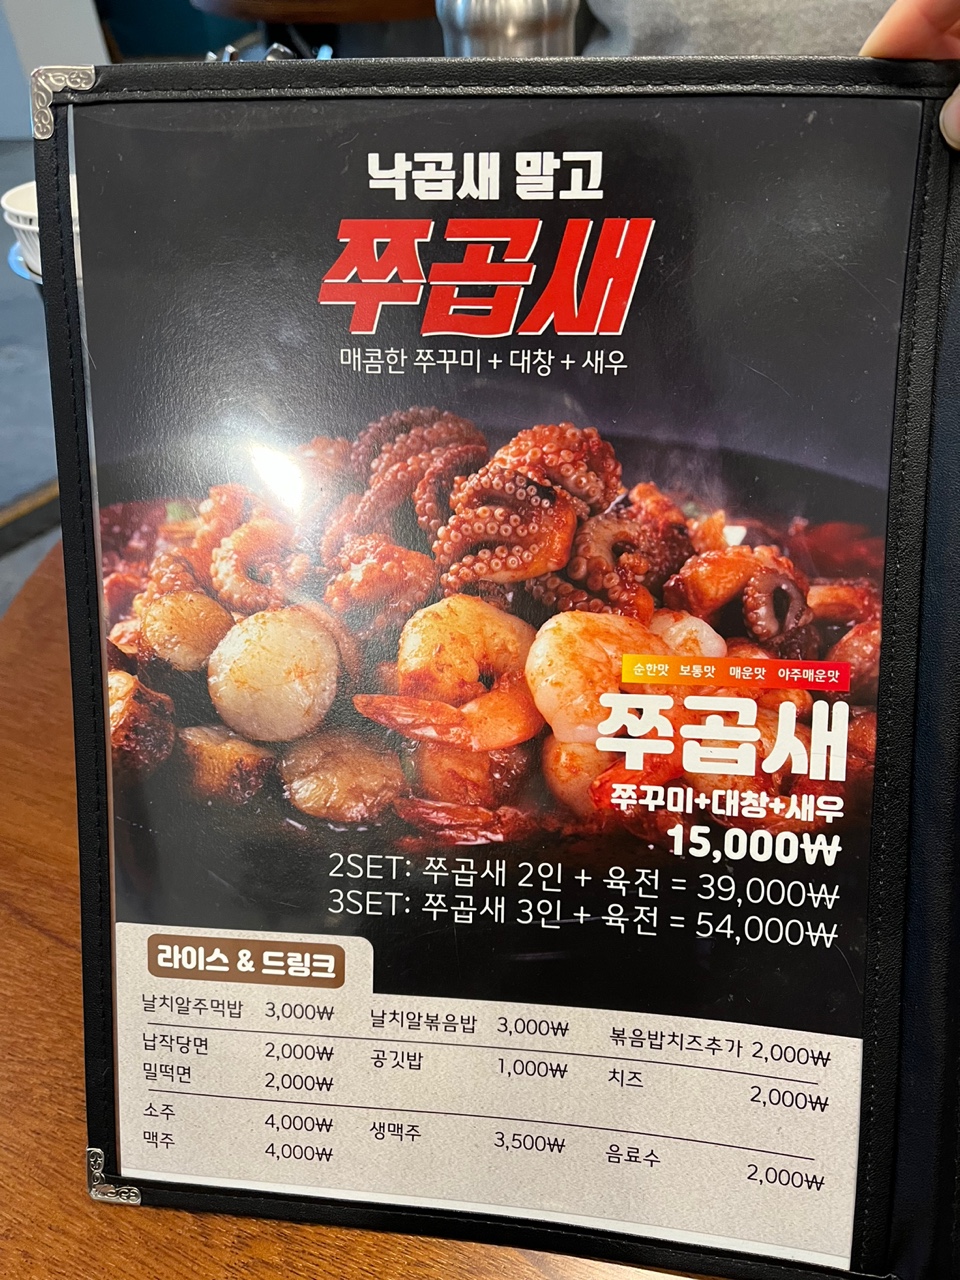 낙곱새 말고
쭈곱새
매콤한 쭈꾸미 + 대창 + 새우
순한맛 보통맛 매운맛 아주매운맛
쭈곱새
쭈꾸미+대창+새우
15,000₩
2SET: 쭈곱새 2인 + 육전 = 39,000₩
3SET: 쭈곱새 3인 + 육전 = 54,000₩
라이스 & 드링크
날치알주먹밥 3,000₩ 날치알볶음밥 3,000₩ 볶음밥치즈추가 2,000₩
납작당면 2,000₩ 공깃밥 1,000₩ 치즈 2,000₩
밀떡면 2,000₩
소주 4,000₩ 생맥주 3,500₩ 음료수 2,000₩
맥주 4,000₩